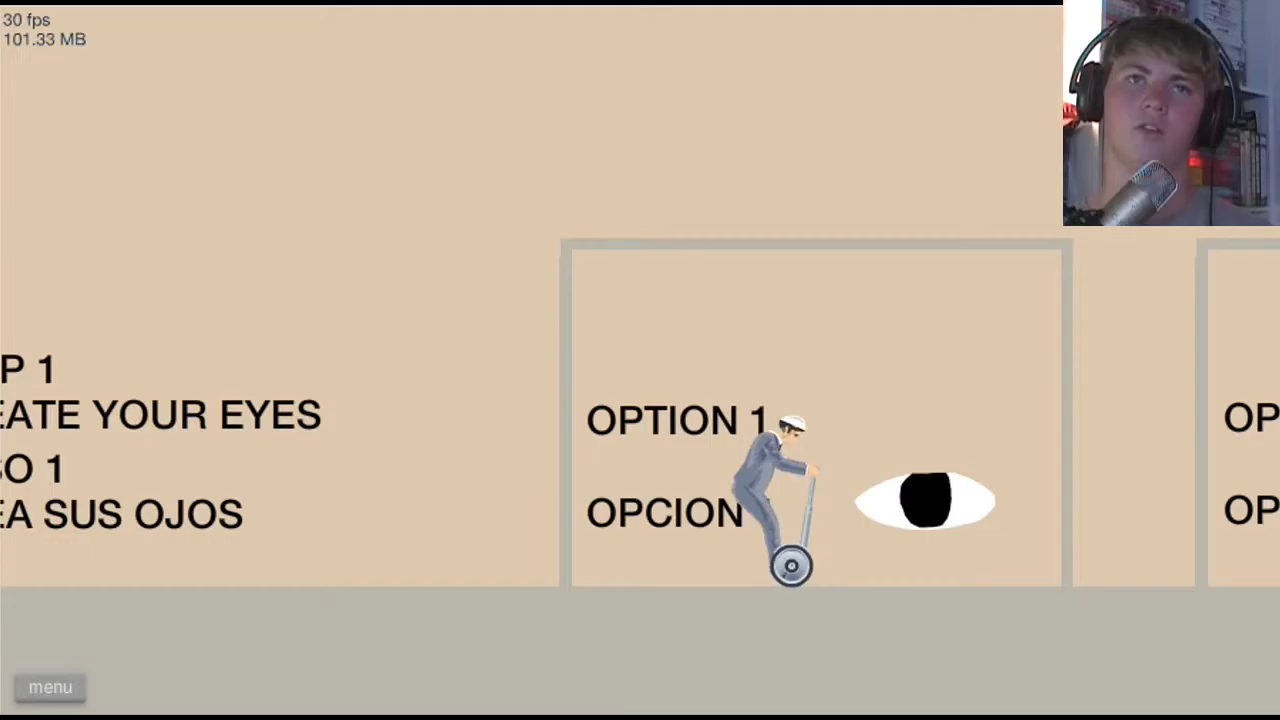 30 fps
101.33 MB
P 1
EATE YOUR EYES
SO 1
EA SUS OJOS
OPTION 1
OPCION
OP
OP
menu